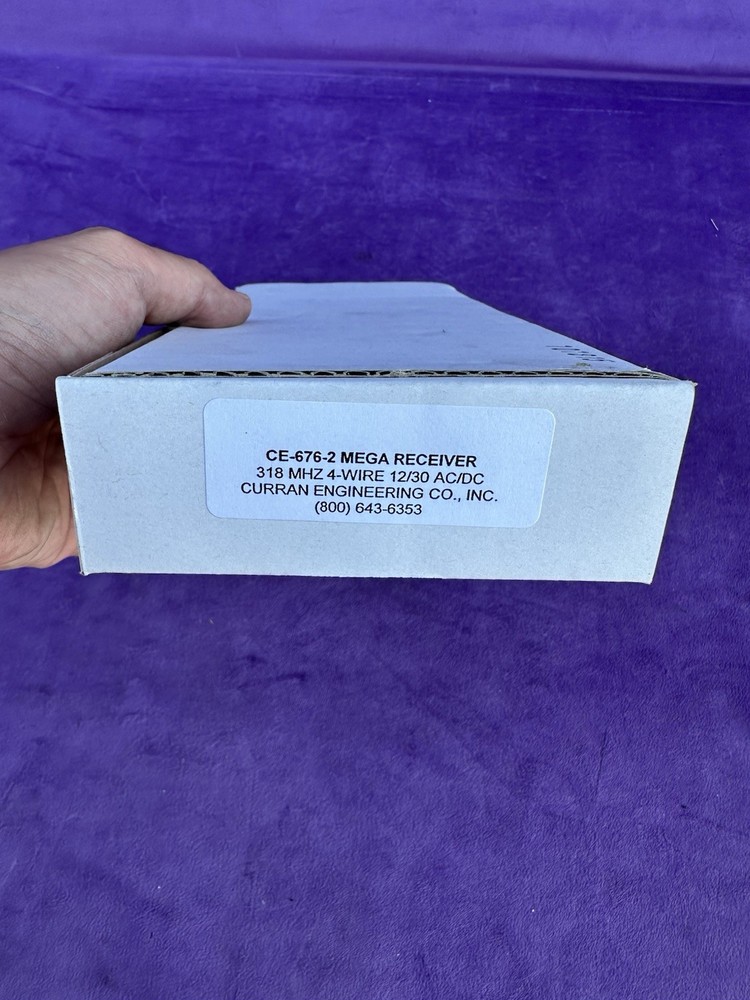 CE-676-2 MEGA RECEIVER
318 MHZ 4-WIRE 12/30 AC/DC
CURRAN ENGINEERING CO., INC.
(800) 643-6353